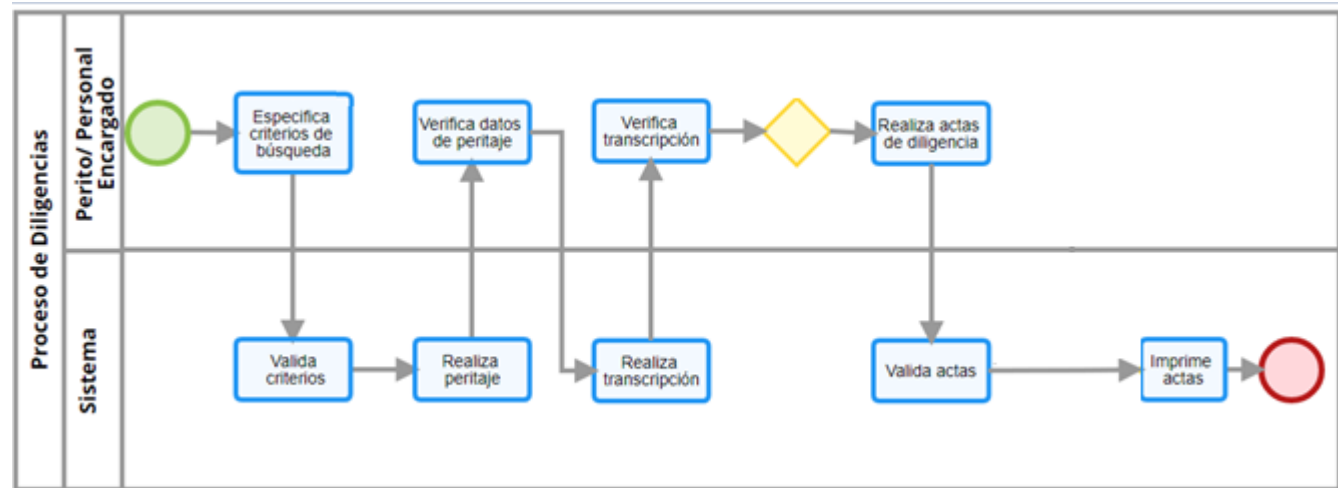 Proceso de Diligencias
Perito/ Personal
Encargado
Especifica
criterios de
búsqueda
Verifica datos
de peritaje
Verifica
transcripción
Realiza actas
de diligencia
Sistema
Valida
criterios
Realiza
peritaje
Realiza
transcripción
Valida actas
Imprime
actas